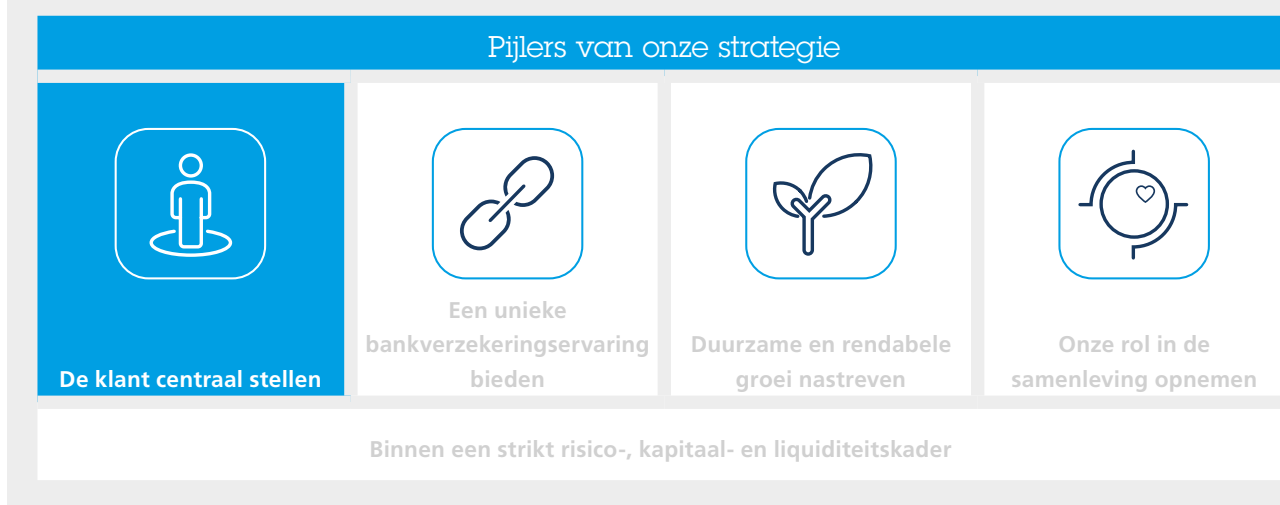 Pijlers van onze strategie
De klant centraal stellen
Een unieke
bankverzekeringservaring
bieden
Duurzame en rendabele
groei nastreven
Onze rol in de
samenleving opnemen
Binnen een strikt risico-, kapitaal- en liquiditeitskader